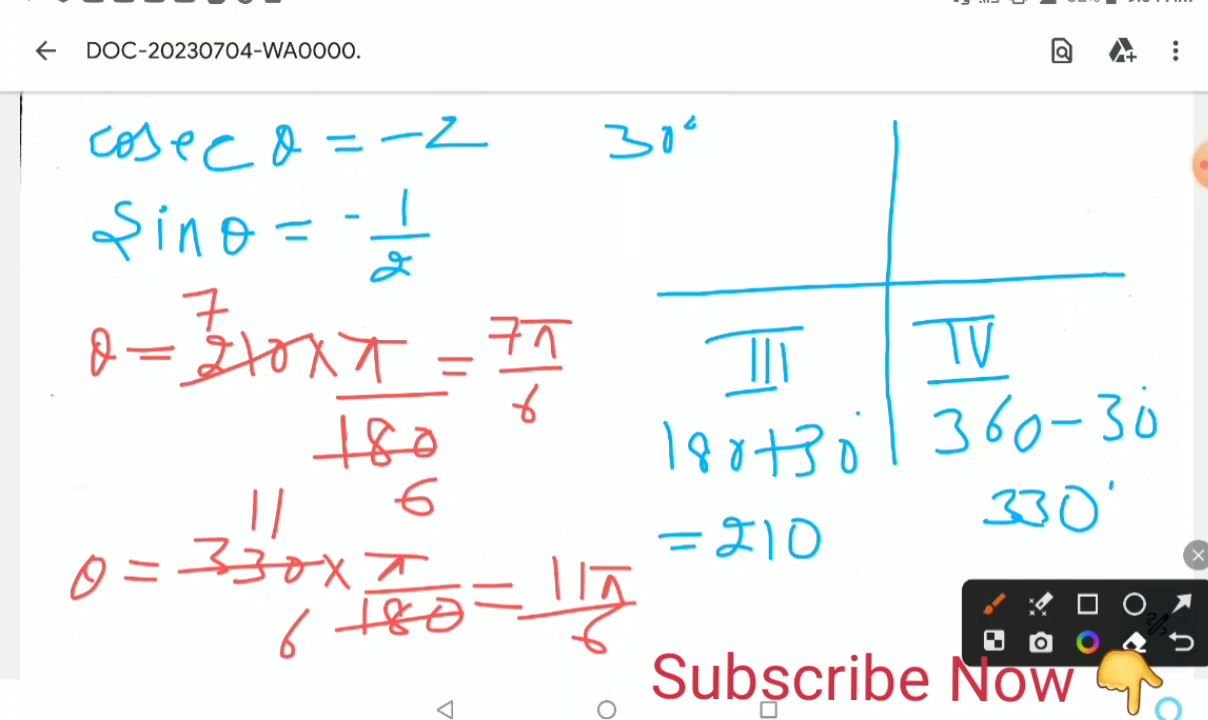 DOC-20230704-WA0000.
cosec θ = -2
30°
Sin θ = - 1/2
θ = 210 × π/180 = 7π/6
7
6
III
IV
180+30°
360-30°
= 210
330°
θ = 330 × π/180 = 11π/6
11
6
Subscribe Now